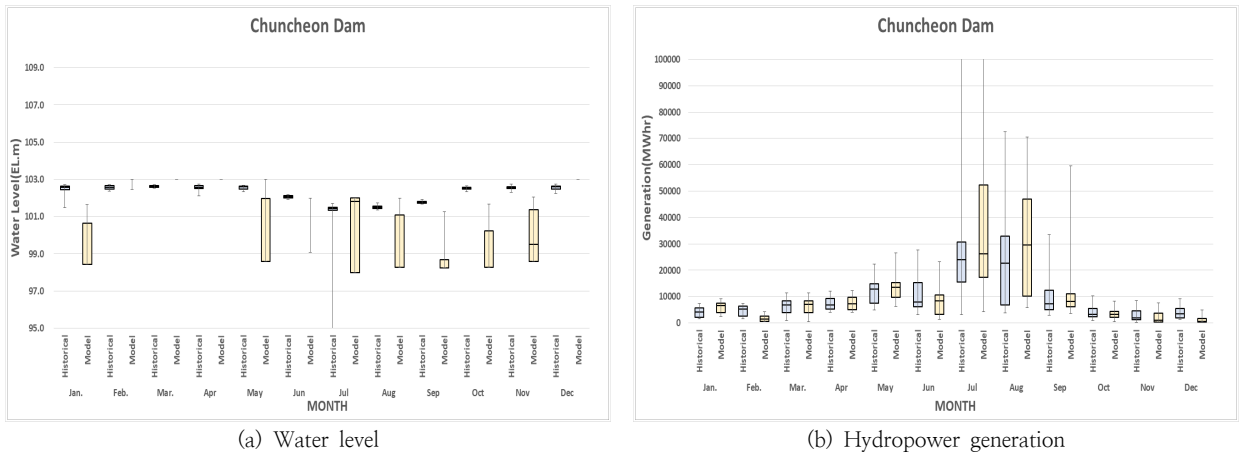 Chuncheon Dam
109.0
107.0
105.0
103.0
101.0
99.0
97.0
95.0
Water Level(EL.m)
Historical Model Historical Model Historical Model Historical Model Historical Model Historical Model Historical Model Historical Model Historical Model Historical Model Historical Model Historical Model
Jan. Feb. Mar. Apr May Jun Jul Aug Sep Oct Nov Dec
MONTH
(a) Water level
Chuncheon Dam
100000
90000
80000
70000
60000
50000
40000
30000
20000
10000
0
Generation(MWhr)
Historical Model Historical Model Historical Model Historical Model Historical Model Historical Model Historical Model Historical Model Historical Model Historical Model Historical Model Historical Model
Jan. Feb. Mar. Apr May Jun Jul Aug Sep Oct Nov Dec
MONTH
(b) Hydropower generation